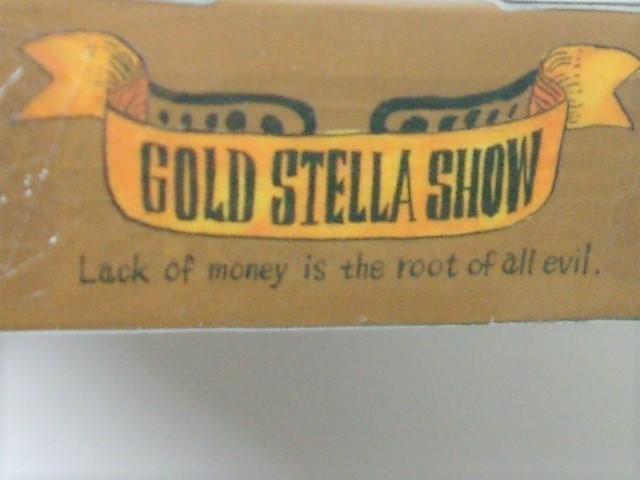 GOLD STELLA SHOW
Lack of money is the root of all evil.